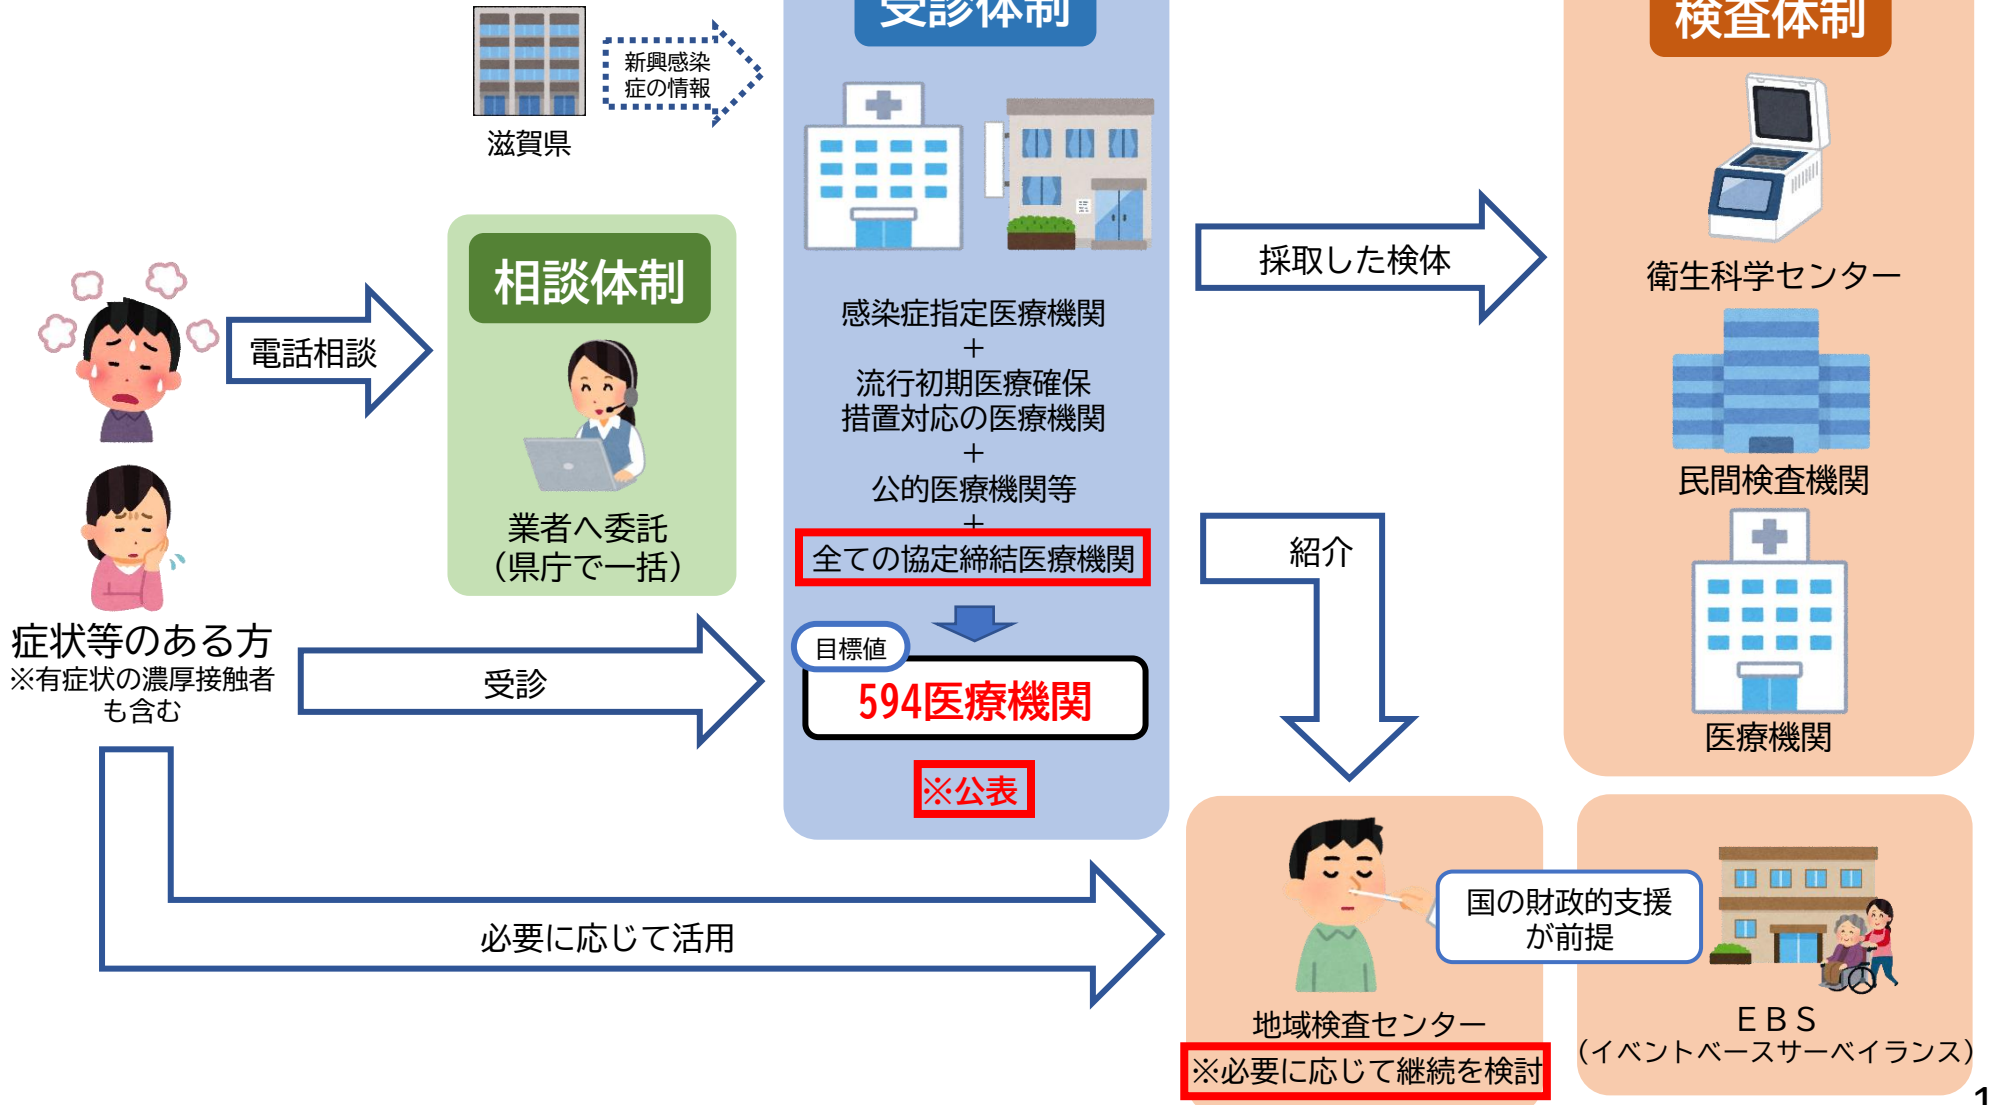 受診体制
検査体制
新興感染
症の情報
滋賀県
相談体制
電話相談
業者へ委託
（県庁で一括）
症状等のある方
※有症状の濃厚接触者
も含む
受診
感染症指定医療機関
＋
流行初期医療確保
措置対応の医療機関
＋
公的医療機関等
＋
全ての協定締結医療機関
目標値
594医療機関
※公表
採取した検体
紹介
衛生科学センター
民間検査機関
医療機関
必要に応じて活用
国の財政的支援
が前提
地域検査センター
※必要に応じて継続を検討
ＥＢＳ
（イベントベースサーベイランス）